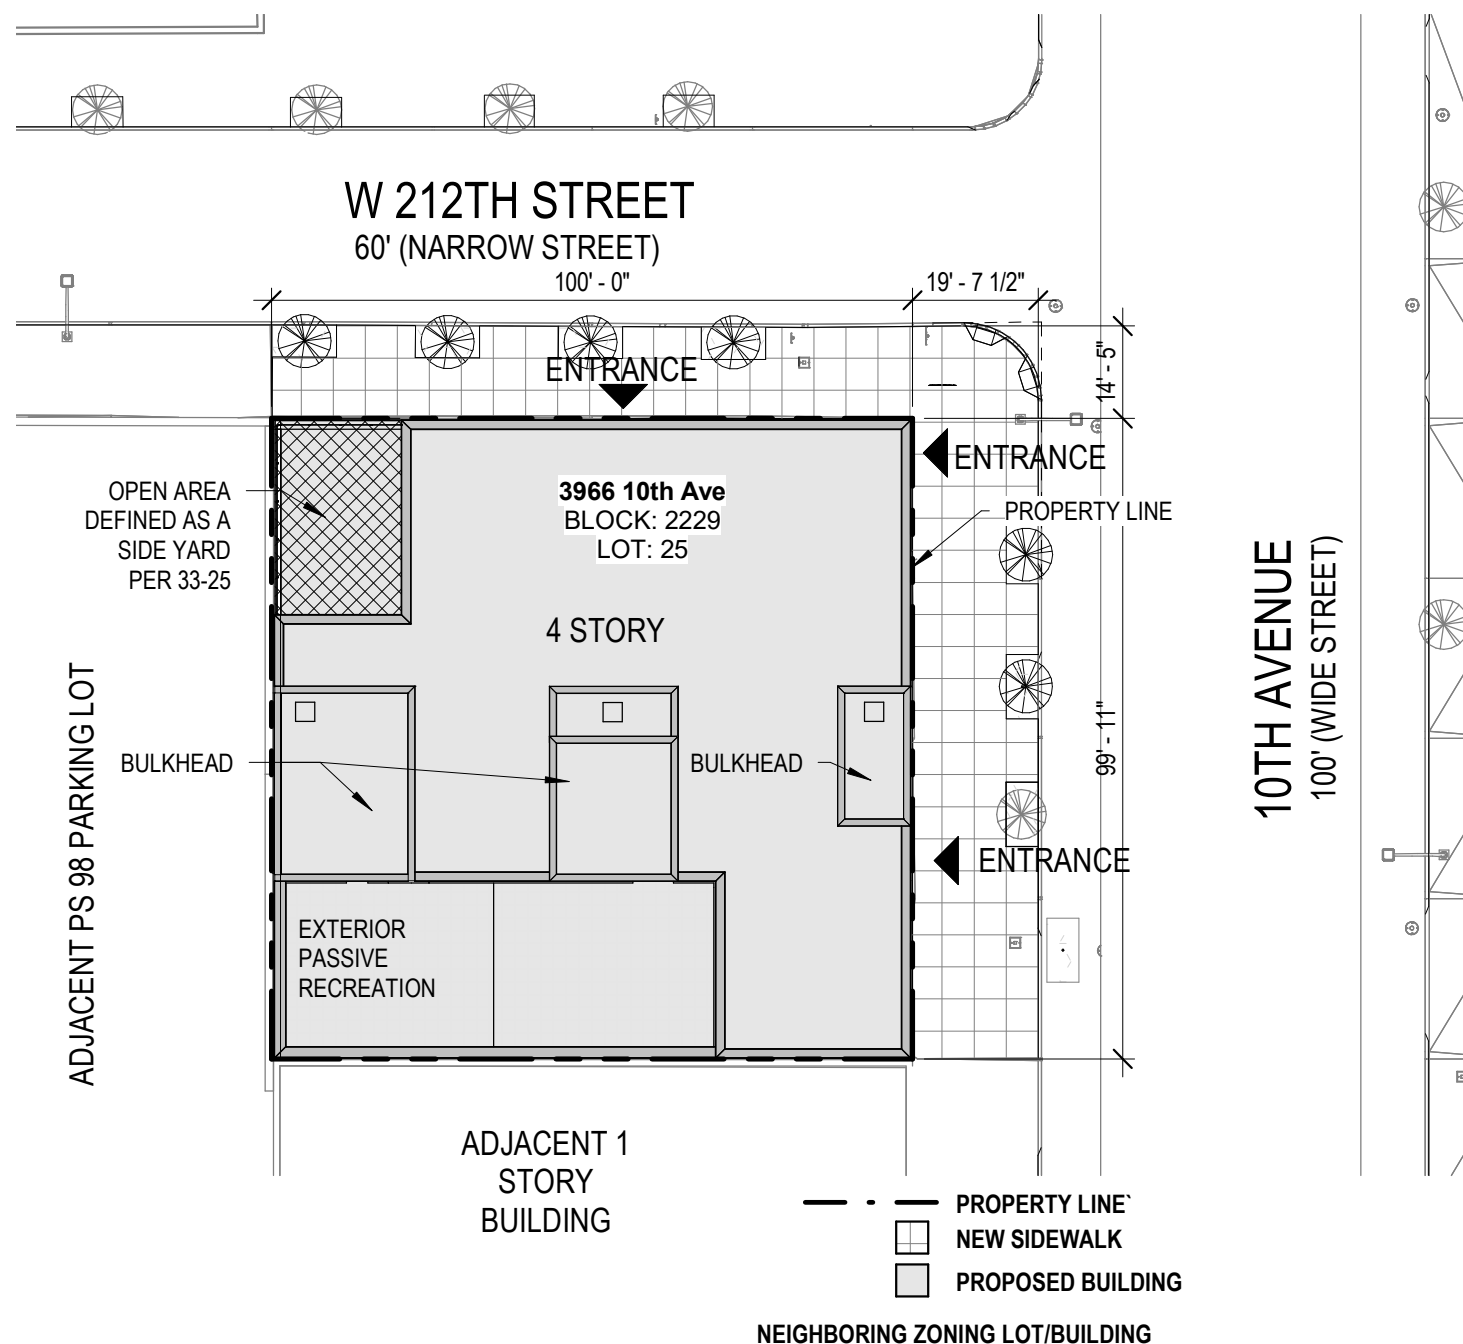 W 212TH STREET
60' (NARROW STREET)
100' - 0"
19' - 7 1/2"
14' - 5"
ENTRANCE
ENTRANCE
OPEN AREA
DEFINED AS A
SIDE YARD
PER 33-25
3966 10th Ave
BLOCK: 2229
LOT: 25
PROPERTY LINE
4 STORY
10TH AVENUE
100' (WIDE STREET)
99' - 11"
ADJACENT PS 98 PARKING LOT
BULKHEAD
BULKHEAD
ENTRANCE
EXTERIOR
PASSIVE
RECREATION
ADJACENT 1
STORY
BUILDING
PROPERTY LINE`
NEW SIDEWALK
PROPOSED BUILDING
NEIGHBORING ZONING LOT/BUILDING